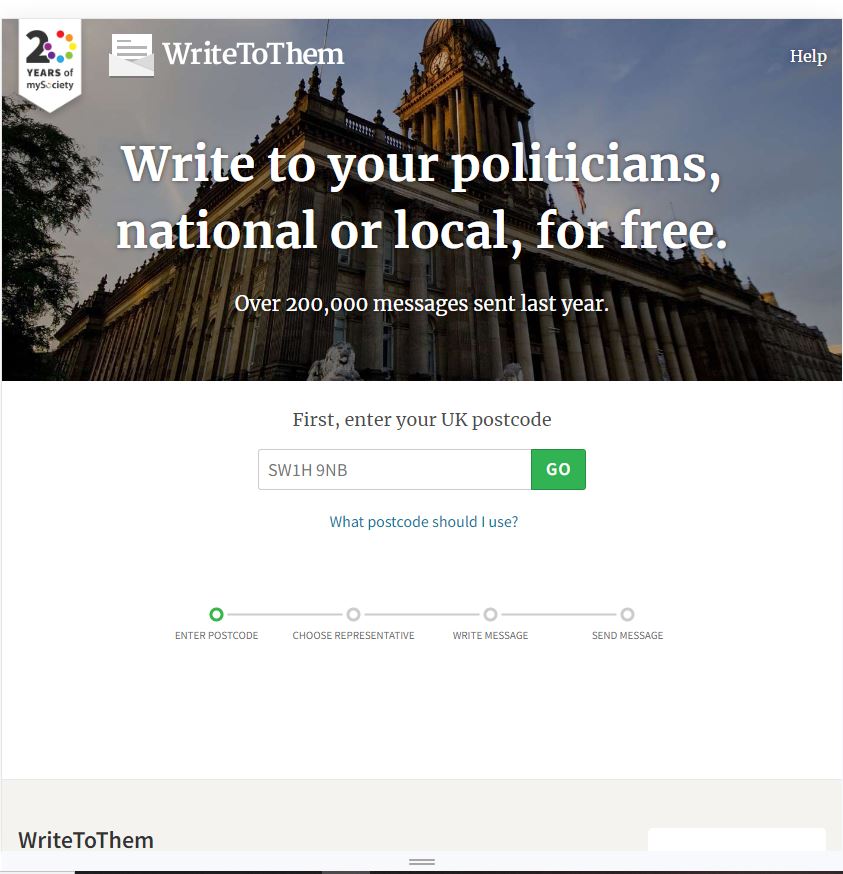 20
YEARS of
mySociety
WriteToThem
Help
Write to your politicians,
national or local, for free.
Over 200,000 messages sent last year.
First, enter your UK postcode
SW1H 9NB
GO
What postcode should I use?
ENTER POSTCODE
CHOOSE REPRESENTATIVE
WRITE MESSAGE
SEND MESSAGE
WriteToThem